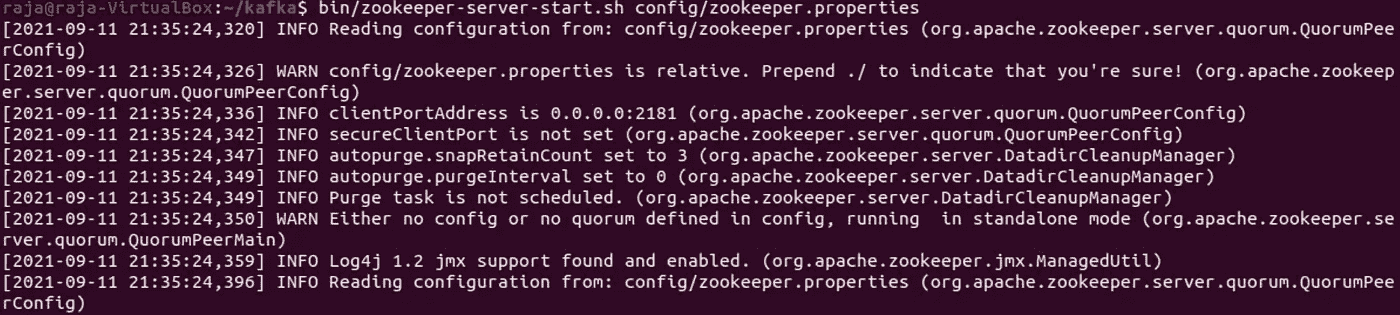 raja@raja-VirtualBox:~/kafka$ bin/zookeeper-server-start.sh config/zookeeper.properties
[2021-09-11 21:35:24,320] INFO Reading configuration from: config/zookeeper.properties (org.apache.zookeeper.server.quorum.QuorumPee
rConfig)
[2021-09-11 21:35:24,326] WARN config/zookeeper.properties is relative. Prepend ./ to indicate that you're sure! (org.apache.zookeep
er.server.quorum.QuorumPeerConfig)
[2021-09-11 21:35:24,336] INFO clientPortAddress is 0.0.0.0:2181 (org.apache.zookeeper.server.quorum.QuorumPeerConfig)
[2021-09-11 21:35:24,342] INFO secureClientPort is not set (org.apache.zookeeper.server.quorum.QuorumPeerConfig)
[2021-09-11 21:35:24,347] INFO autopurge.snapRetainCount set to 3 (org.apache.zookeeper.server.DatadirCleanupManager)
[2021-09-11 21:35:24,349] INFO autopurge.purgeInterval set to 0 (org.apache.zookeeper.server.DatadirCleanupManager)
[2021-09-11 21:35:24,349] INFO Purge task is not scheduled. (org.apache.zookeeper.server.DatadirCleanupManager)
[2021-09-11 21:35:24,350] WARN Either no config or no quorum defined in config, running  in standalone mode (org.apache.zookeeper.se
rver.quorum.QuorumPeerMain)
[2021-09-11 21:35:24,359] INFO Log4j 1.2 jmx support found and enabled. (org.apache.zookeeper.jmx.ManagedUtil)
[2021-09-11 21:35:24,396] INFO Reading configuration from: config/zookeeper.properties (org.apache.zookeeper.server.quorum.QuorumPee
rConfig)